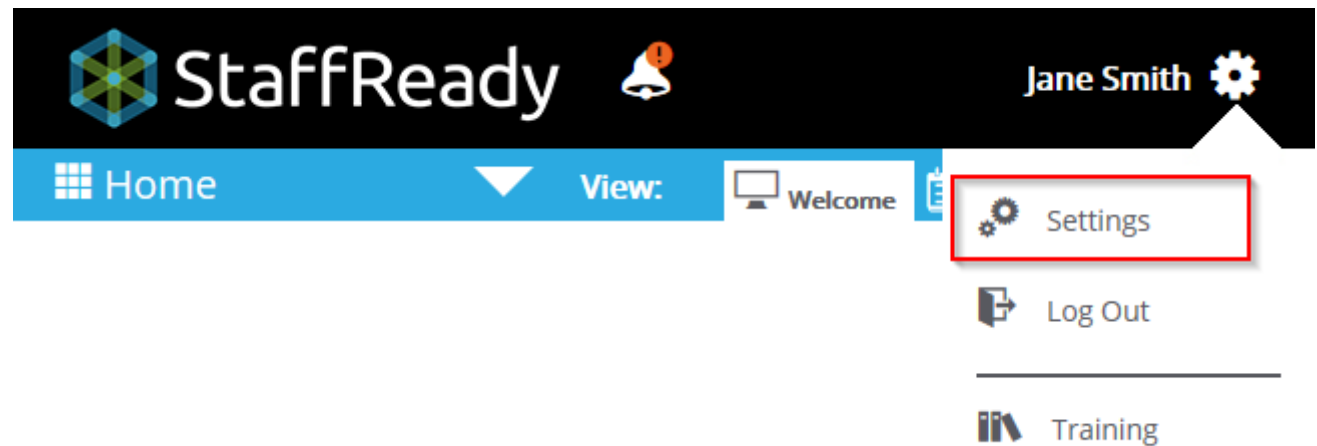 StaffReady
Jane Smith
Home
View:
Welcome
Settings
Log Out
Training